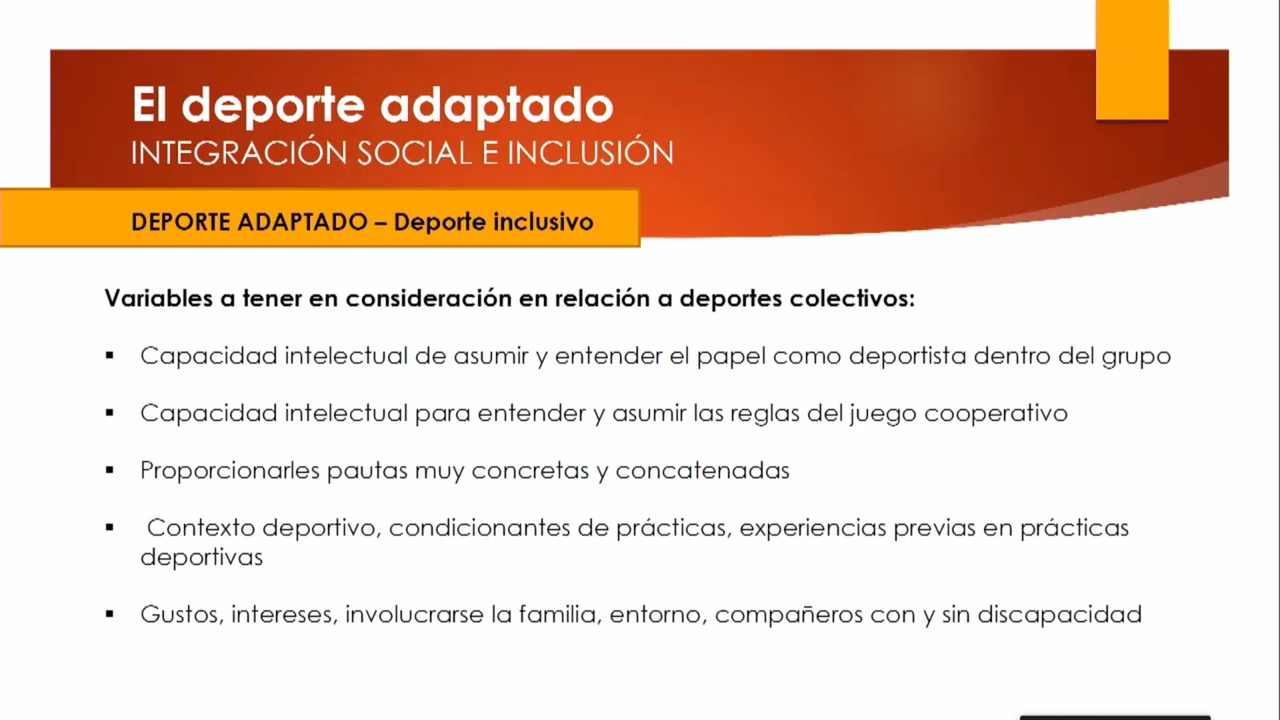 El deporte adaptado
INTEGRACIÓN SOCIAL E INCLUSIÓN
DEPORTE ADAPTADO – Deporte inclusivo
Variables a tener en consideración en relación a deportes colectivos:
▪ Capacidad intelectual de asumir y entender el papel como deportista dentro del grupo
▪ Capacidad intelectual para entender y asumir las reglas del juego cooperativo
▪ Proporcionarles pautas muy concretas y concatenadas
▪ Contexto deportivo, condicionantes de prácticas, experiencias previas en prácticas
deportivas
▪ Gustos, intereses, involucrarse la familia, entorno, compañeros con y sin discapacidad